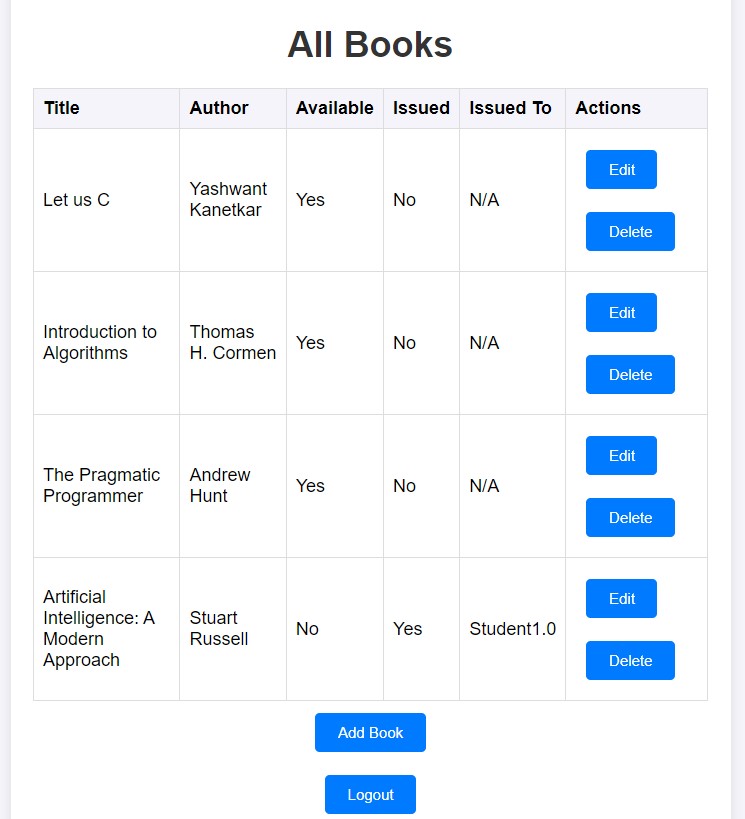 All Books
Title Author Available Issued Issued To Actions
Let us C Yashwant Kanetkar Yes No N/A Edit Delete
Introduction to Algorithms Thomas H. Cormen Yes No N/A Edit Delete
The Pragmatic Programmer Andrew Hunt Yes No N/A Edit Delete
Artificial Intelligence: A Modern Approach Stuart Russell No Yes Student1.0 Edit Delete
Add Book
Logout